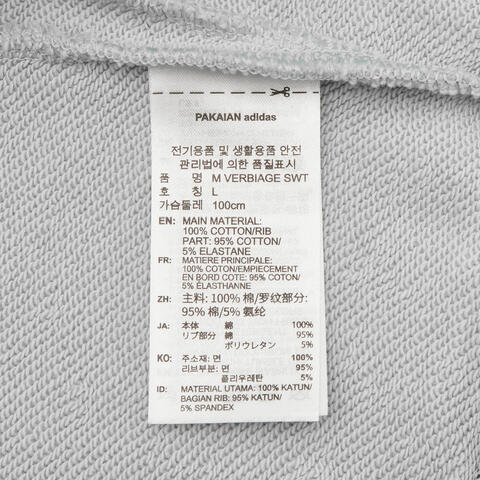 PAKAIAN adidas
전기용품 및 생활용품 안전
관리법에 의한 품질표시
품 명 M VERBIAGE SWT
호 칭 L
가슴둘레 100cm
EN: MAIN MATERIAL:
100% COTTON/RIB
PART: 95% COTTON/
5% ELASTANE
FR: MATIERE PRINCIPALE:
100% COTON/EMPIECEMENT
EN BORD COTE: 95% COTON/
5% ÉLASTHANNE
ZH: 主料: 100% 棉/罗纹部分:
95% 棉/5% 氨纶
JA: 本体 綿 100%
リブ部分 綿 95%
ポリウレタン 5%
KO: 주소재: 면 100%
리브부분: 면 95%
폴리우레탄 5%
ID: MATERIAL UTAMA: 100% KATUN/
BAGIAN RIB: 95% KATUN/
5% SPANDEX